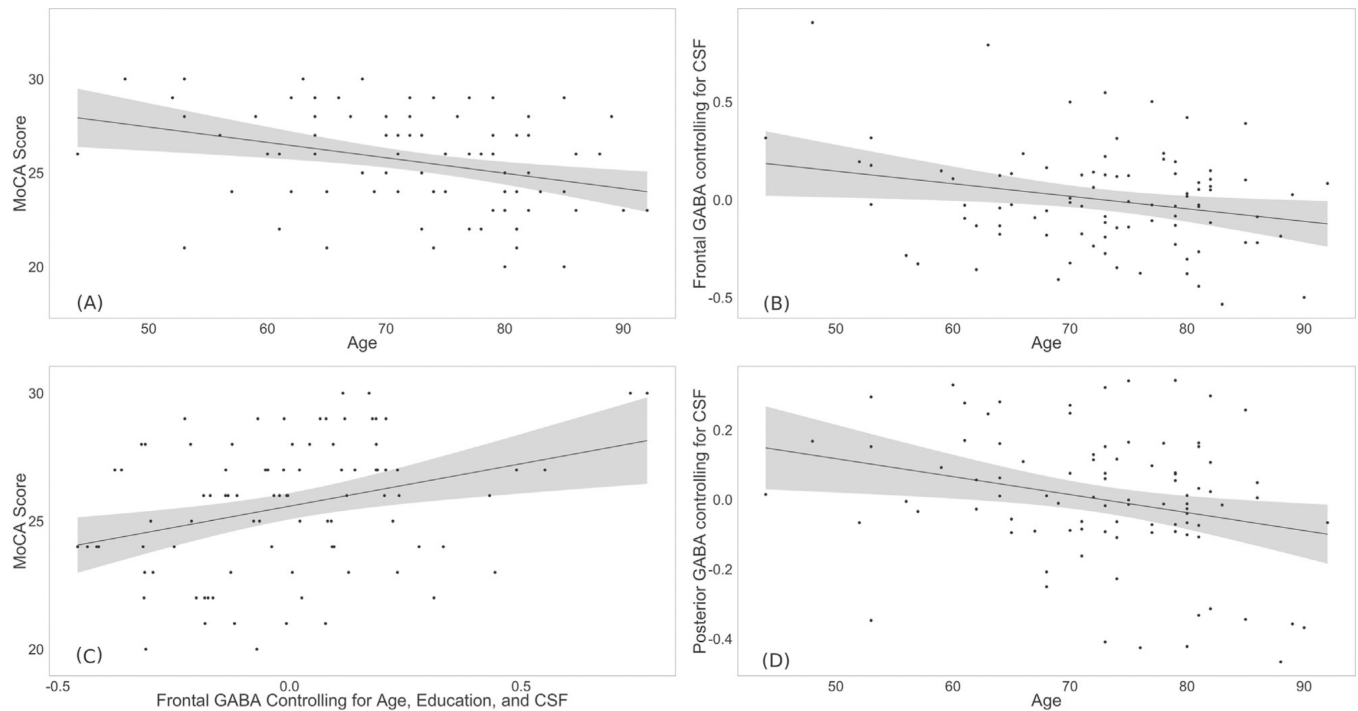 MoCA Score
30
25
20
(A)
50 60 70 80 90
Age
Frontal GABA controlling for CSF
0.5
0.0
-0.5
(B)
50 60 70 80 90
Age
MoCA Score
30
25
20
(C)
-0.5 0.0 0.5
Frontal GABA Controlling for Age, Education, and CSF
Posterior GABA controlling for CSF
0.2
0.0
-0.2
-0.4
(D)
50 60 70 80 90
Age